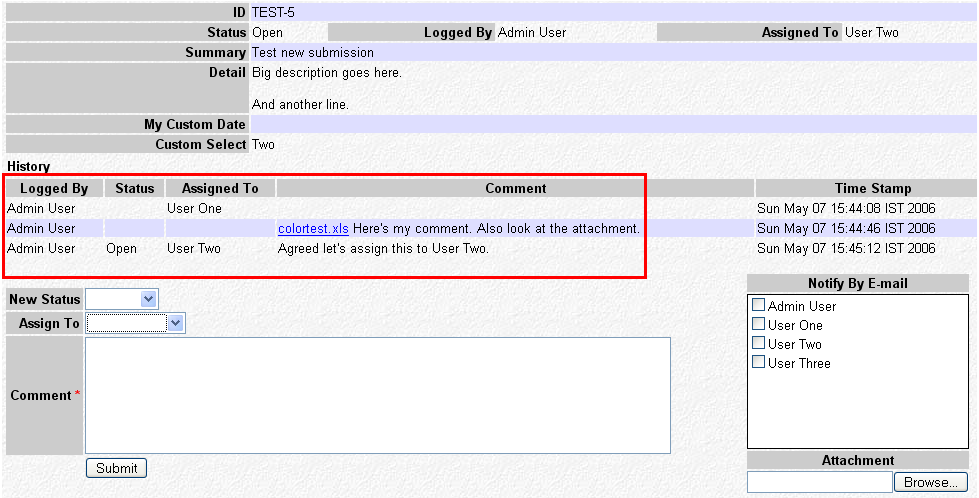 ID TEST-5
Status Open Logged By Admin User Assigned To User Two
Summary Test new submission
Detail Big description goes here.
And another line.
My Custom Date
Custom Select Two
History
Logged By Status Assigned To Comment Time Stamp
Admin User User One Sun May 07 15:44:08 IST 2006
Admin User colortest.xls Here's my comment. Also look at the attachment. Sun May 07 15:44:46 IST 2006
Admin User Open User Two Agreed let's assign this to User Two. Sun May 07 15:45:12 IST 2006
New Status
Assign To
Comment *
Submit
Notify By E-mail
Admin User
User One
User Two
User Three
Attachment
Browse...